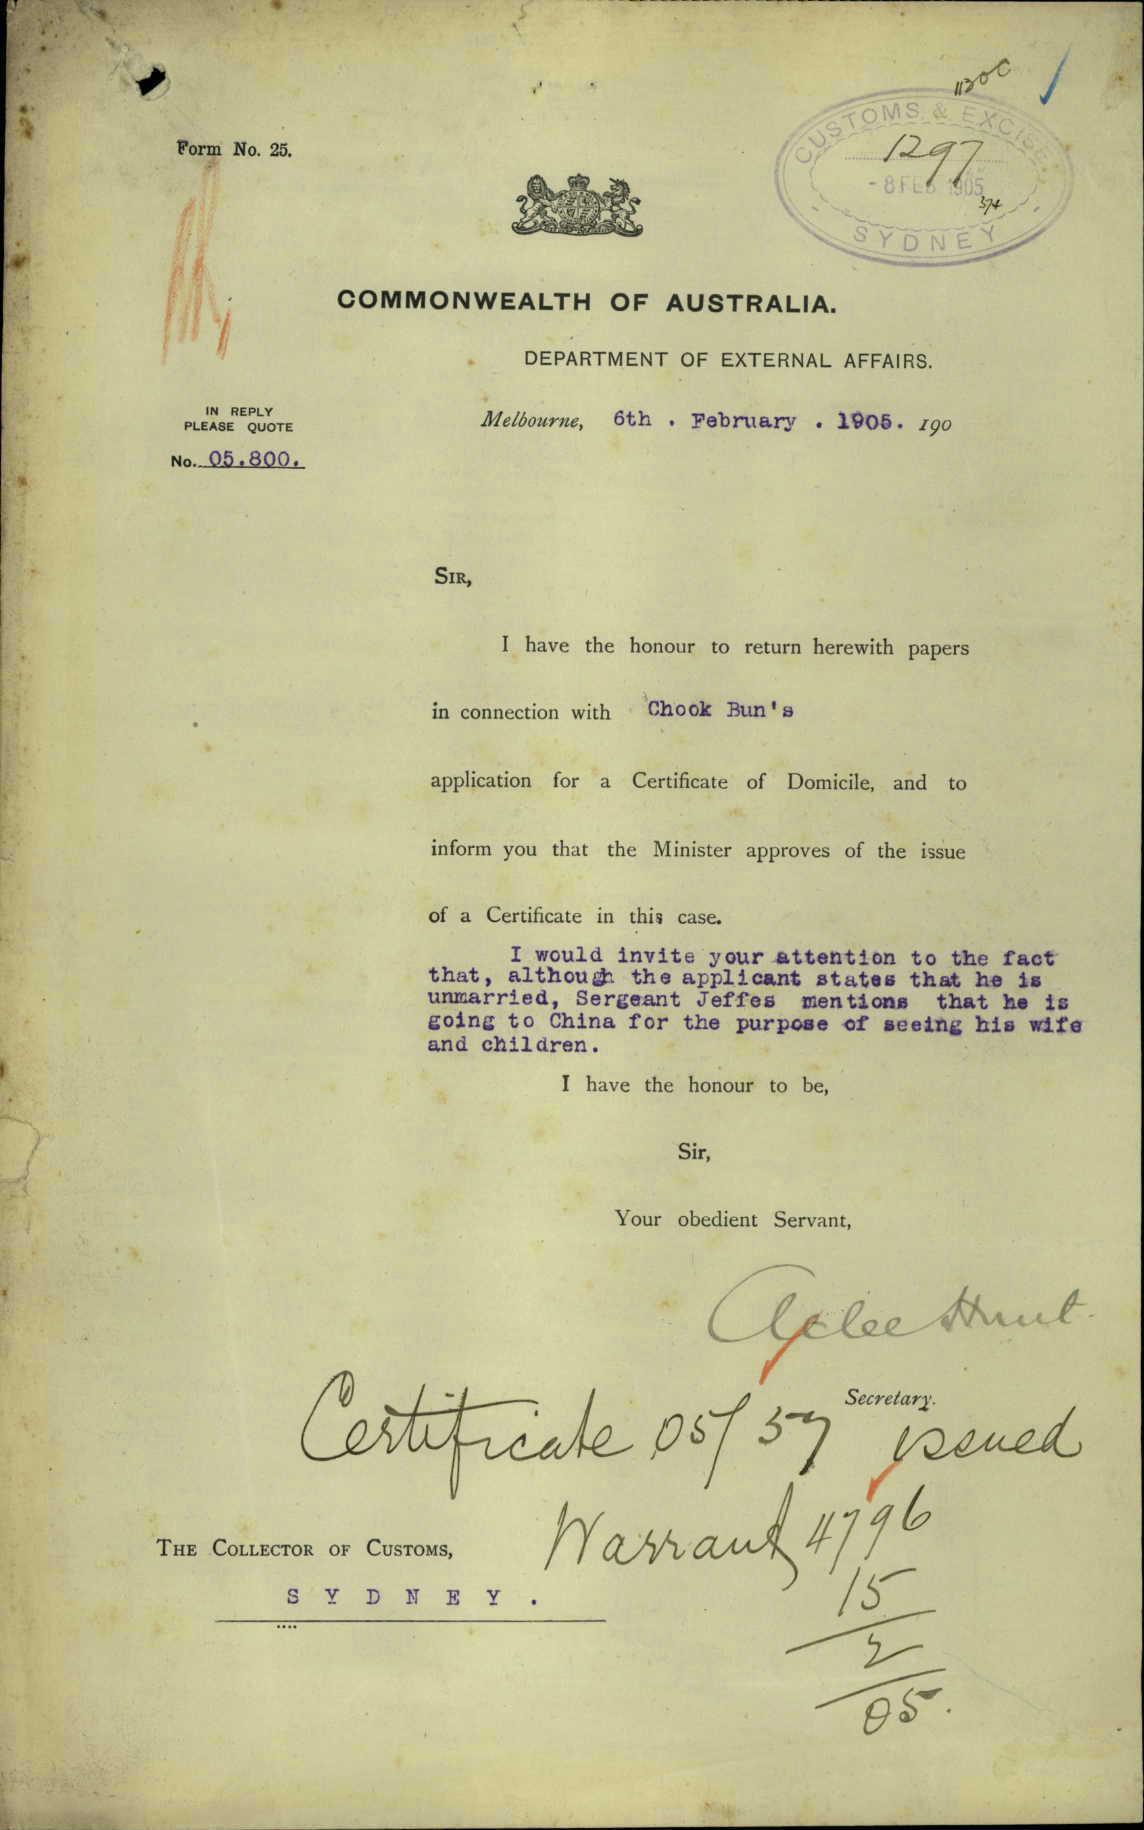 Form No. 25.
CUSTOMS & EXCISE
1297
-8 FEB 1905
374
SYDNEY
COMMONWEALTH OF AUSTRALIA.
DEPARTMENT OF EXTERNAL AFFAIRS.
IN REPLY
PLEASE QUOTE
No. 05.800.
Melbourne, 6th . February . 1905. 190
SIR,
I have the honour to return herewith papers
in connection with Chook Bun's
application for a Certificate of Domicile, and to
inform you that the Minister approves of the issue
of a Certificate in this case.
I would invite your attention to the fact
that, although the applicant states that he is
unmarried, Sergeant Jeffes mentions that he is
going to China for the purpose of seeing his wife
and children.
I have the honour to be,
Sir,
Your obedient Servant,
Atlee Hunt.
Secretary.
Certificate 05/57 issued
Warrant 4796
15
2
05.
THE COLLECTOR OF CUSTOMS,
S Y D N E Y .